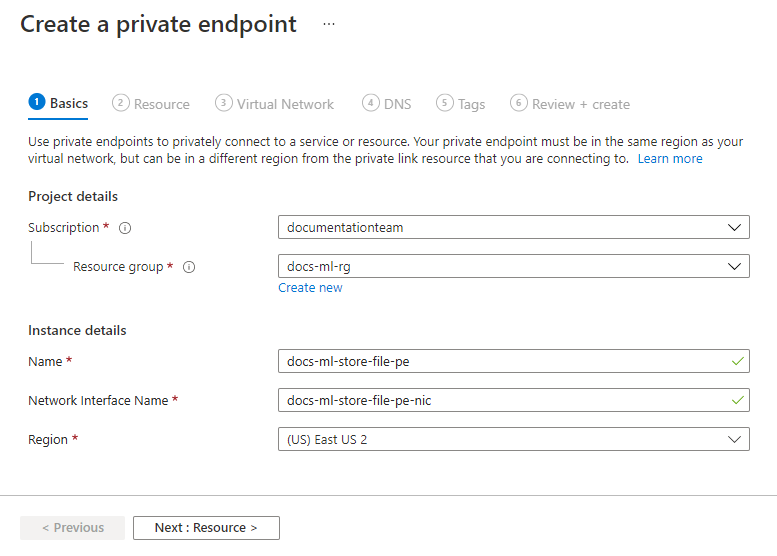 Create a private endpoint ...
1 Basics 2 Resource 3 Virtual Network 4 DNS 5 Tags 6 Review + create
Use private endpoints to privately connect to a service or resource. Your private endpoint must be in the same region as your
virtual network, but can be in a different region from the private link resource that you are connecting to. Learn more
Project details
Subscription * documentationteam
Resource group * docs-ml-rg
Create new
Instance details
Name * docs-ml-store-file-pe
Network Interface Name * docs-ml-store-file-pe-nic
Region * (US) East US 2
< Previous Next : Resource >